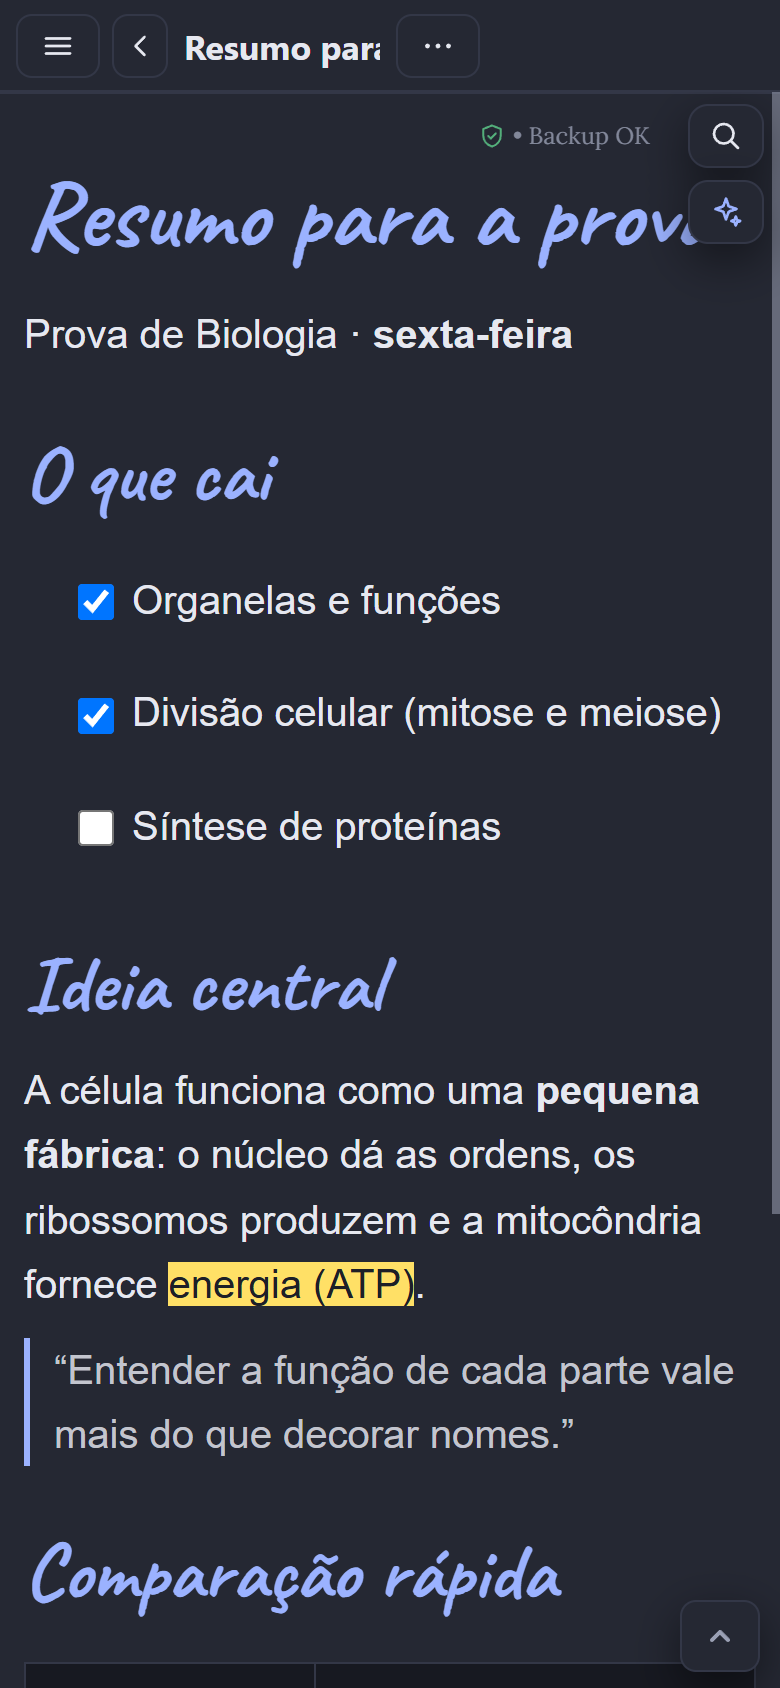 Resumo para
• Backup OK
Resumo para a prova
Prova de Biologia · sexta-feira
O que cai
Organelas e funções
Divisão celular (mitose e meiose)
Síntese de proteínas
Ideia central
A célula funciona como uma pequena
fábrica: o núcleo dá as ordens, os
ribossomos produzem e a mitocôndria
fornece energia (ATP).
“Entender a função de cada parte vale
mais do que decorar nomes.”
Comparação rápida